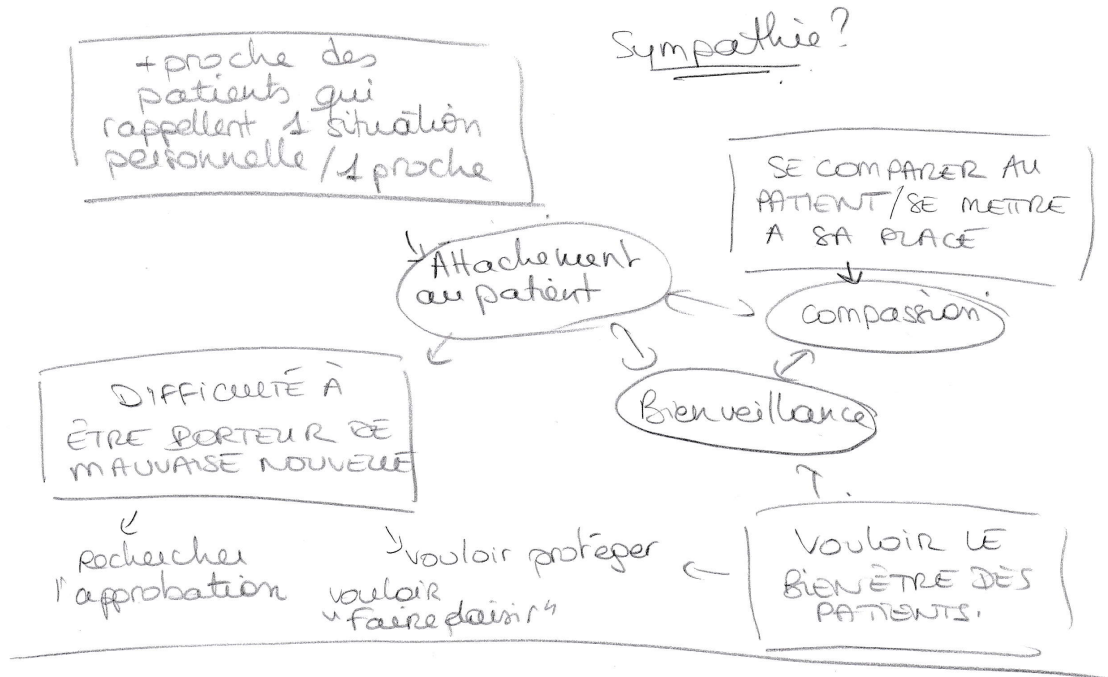 Sympathie?
+ proche des
patients qui
rappellent 1 situation
personnelle / 1 proche
SE COMPARER AU
PATIENT / SE METTRE
A SA PLACE
Attachement
au patient
compassion
Bienveillance
DIFFICULTÉ À
ÊTRE PORTEUR DE
MAUVAISE NOUVELLE
Rechercher
l'approbation
vouloir protéger
vouloir
"faire plaisir"
VOULOIR LE
BIEN ÊTRE DES
PATIENTS.